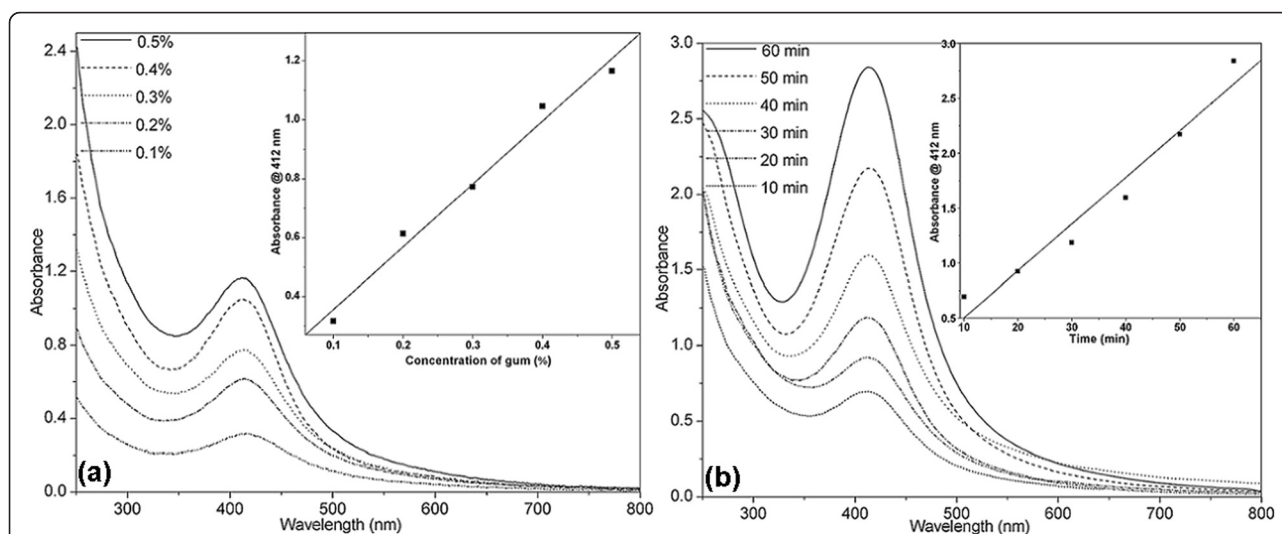 0.5%
0.4%
0.3%
0.2%
0.1%
2.4
2.0
1.6
1.2
0.8
0.4
0.0
Absorbance
300 400 500 600 700 800
Wavelength (nm)
(a)
1.2
1.0
0.8
0.6
0.4
Absorbance @ 412 nm
0.1 0.2 0.3 0.4 0.5
Concentration of gum (%)
60 min
50 min
40 min
30 min
20 min
10 min
3.0
2.5
2.0
1.5
1.0
0.5
0.0
Absorbance
300 400 500 600 700 800
Wavelength (nm)
(b)
3.0
2.5
2.0
1.5
1.0
0.5
Absorbance @ 412 nm
10 20 30 40 50 60
Time (min)